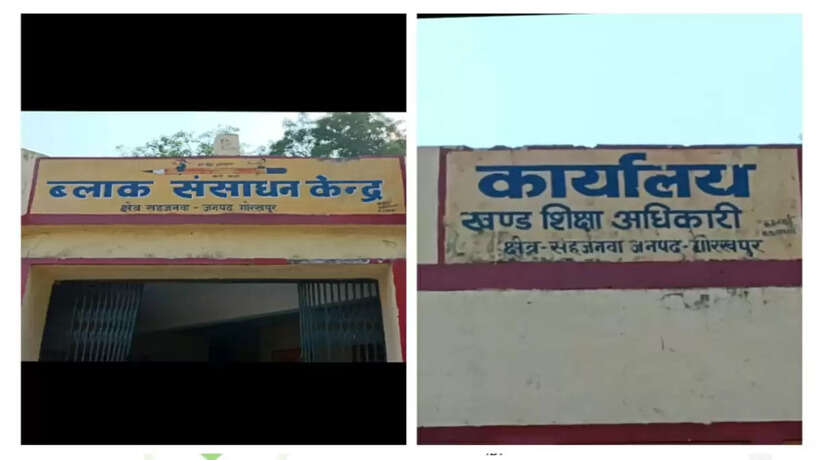 ब्लाक संसाधन केन्द्र
क्षेत्र सहजनवा - जनपद गोरखपुर
कार्यालय
खण्ड शिक्षा अधिकारी
क्षेत्र-सहजनवा जनपद-गोरखपुर